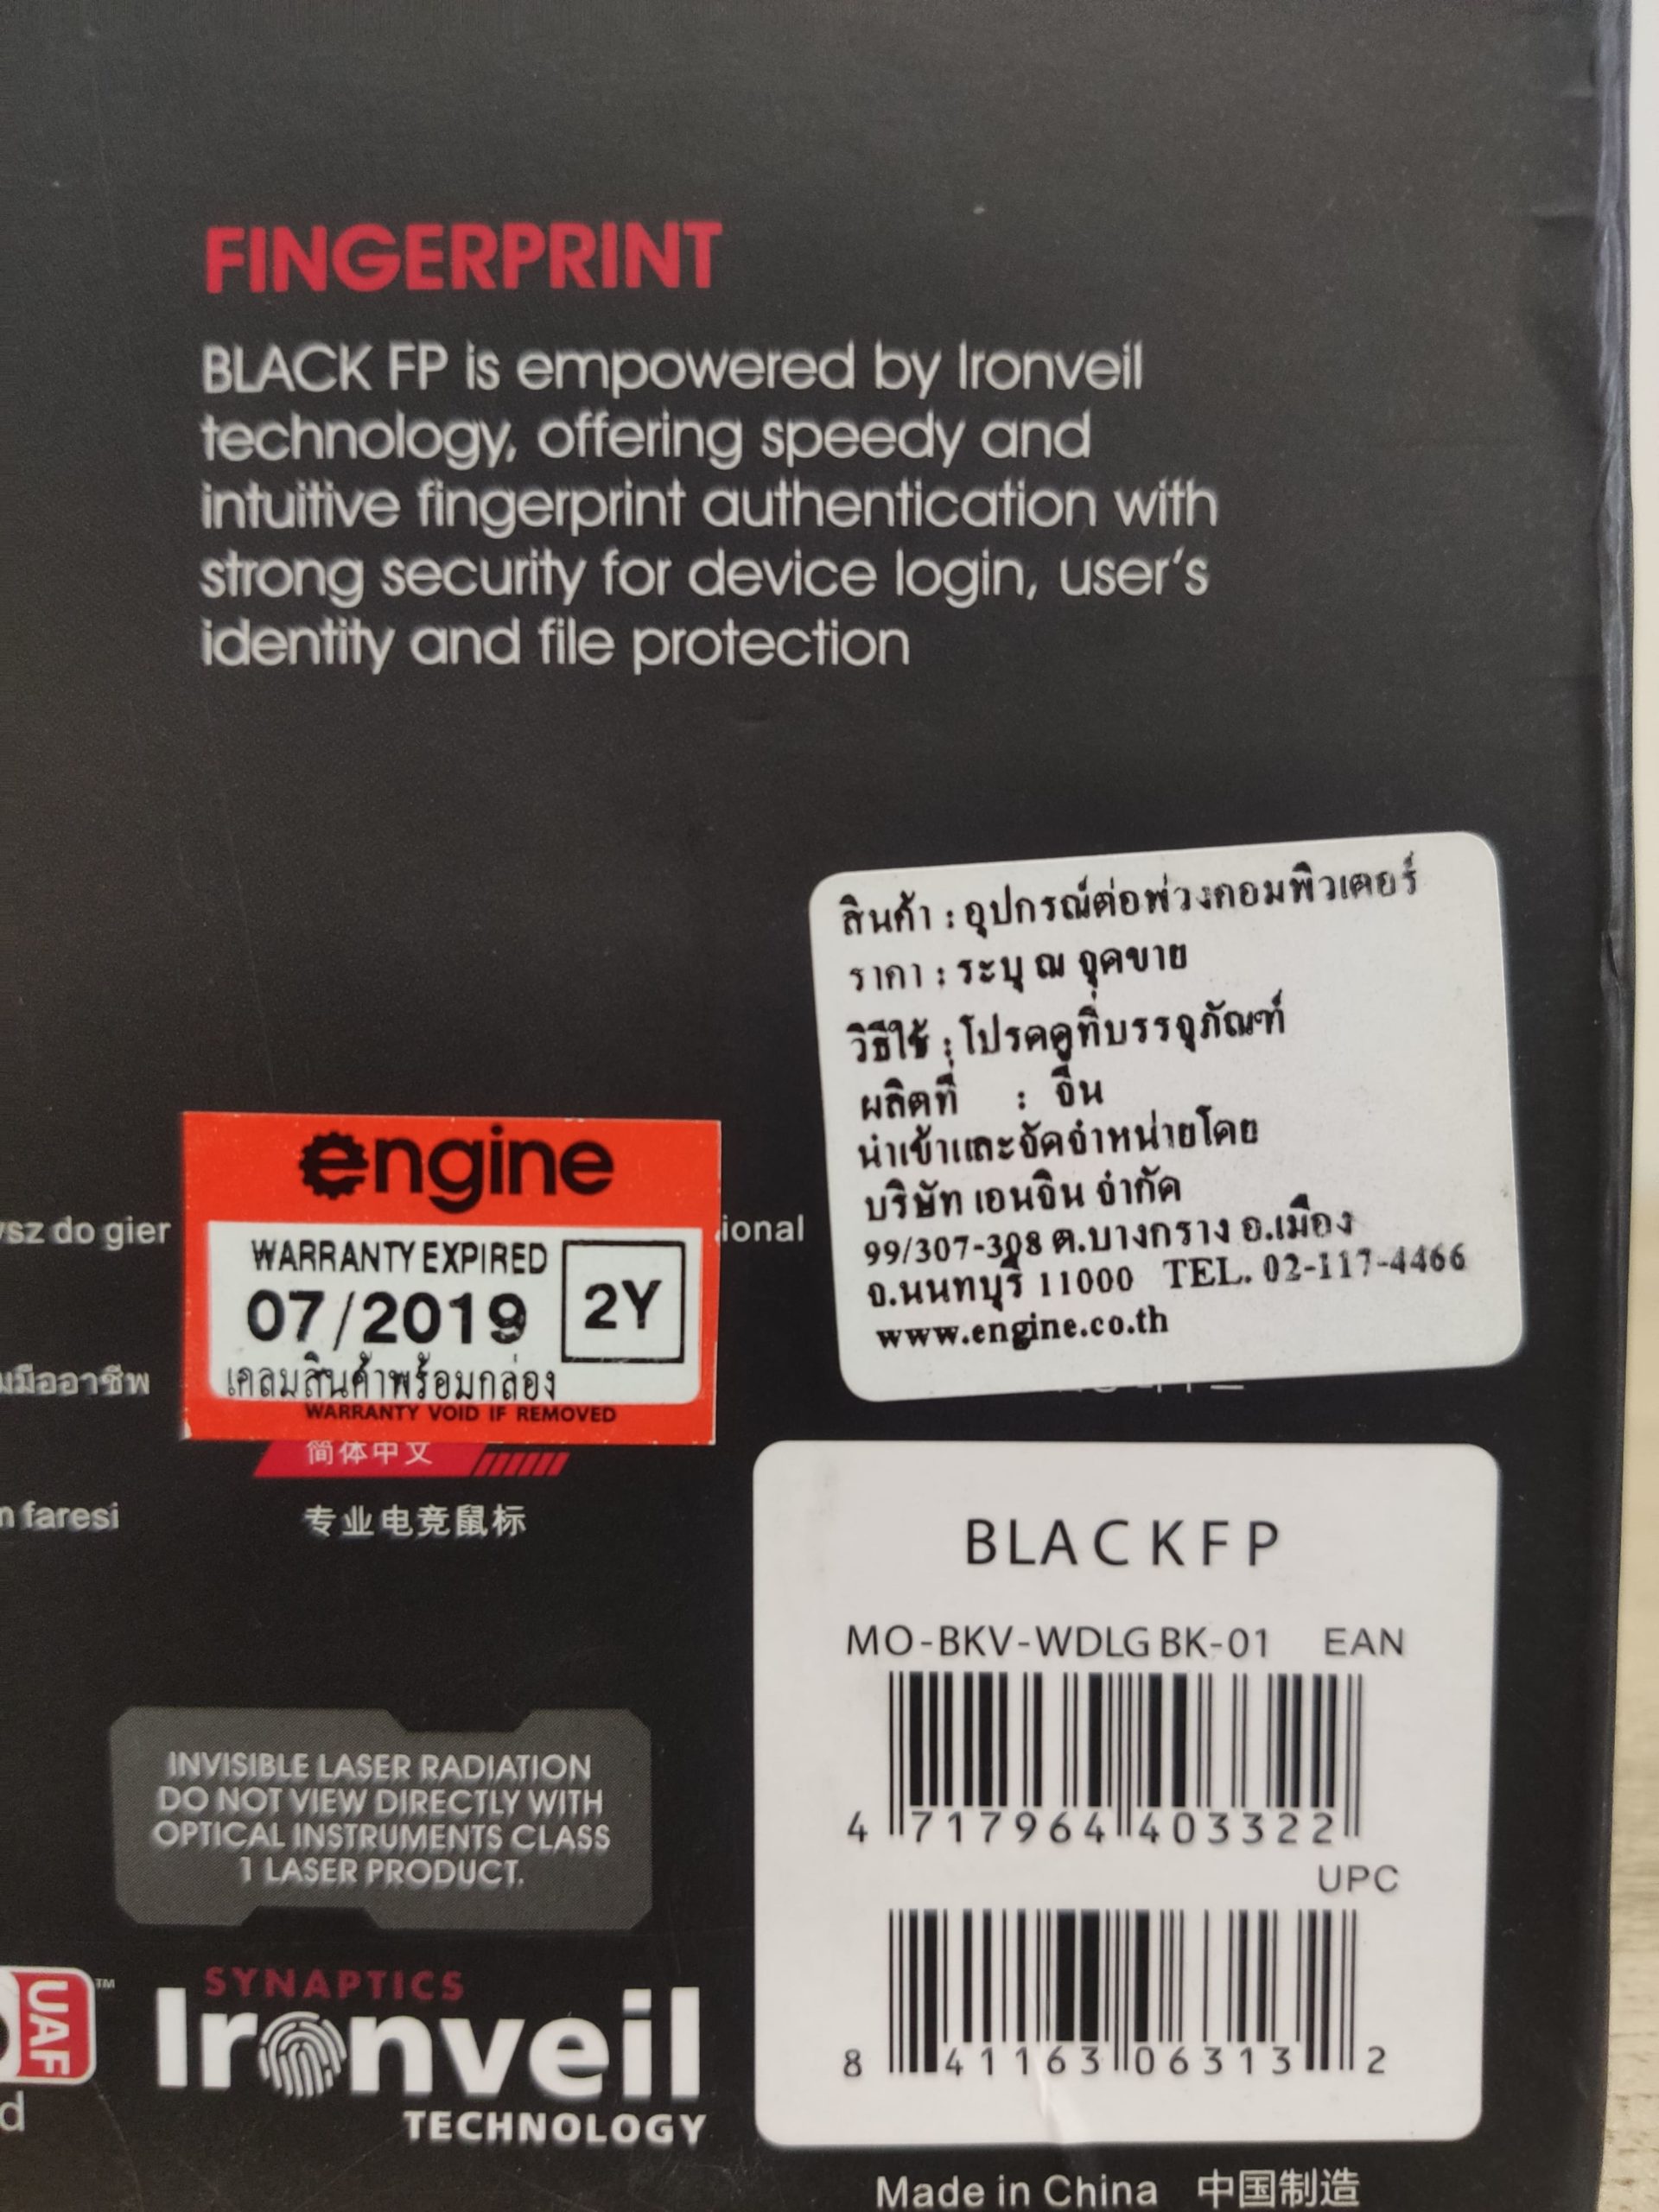 FINGERPRINT
BLACK FP is empowered by Ironveil
technology, offering speedy and
intuitive fingerprint authentication with
strong security for device login, user's
identity and file protection
สินค้า : อุปกรณ์ต่อพ่วงคอมพิวเตอร์
ราคา : ระบุ ณ จุดขาย
วิธีใช้ : โปรดดูที่บรรจุภัณฑ์
ผลิตที่ : จีน
นำเข้าและจัดจำหน่ายโดย
บริษัท เอนจิน จำกัด
99/307-308 ต.บางกราง อ.เมือง
จ.นนทบุรี 11000 TEL. 02-117-4466
www.engine.co.th
engine
WARRANTY EXPIRED
07/2019
2Y
เคลมสินค้าพร้อมกล่อง
WARRANTY VOID IF REMOVED
do gier
ional
มืออาชีพ
简体中文
faresi
专业电竞鼠标
BLACK FP
MO-BKV-WDLGBK-01 EAN
4 717964 403322
UPC
8 41163 06313 2
INVISIBLE LASER RADIATION
DO NOT VIEW DIRECTLY WITH
OPTICAL INSTRUMENTS CLASS
1 LASER PRODUCT.
UAF
™
SYNAPTICS
Ironveil
TECHNOLOGY
Made in China 中国制造